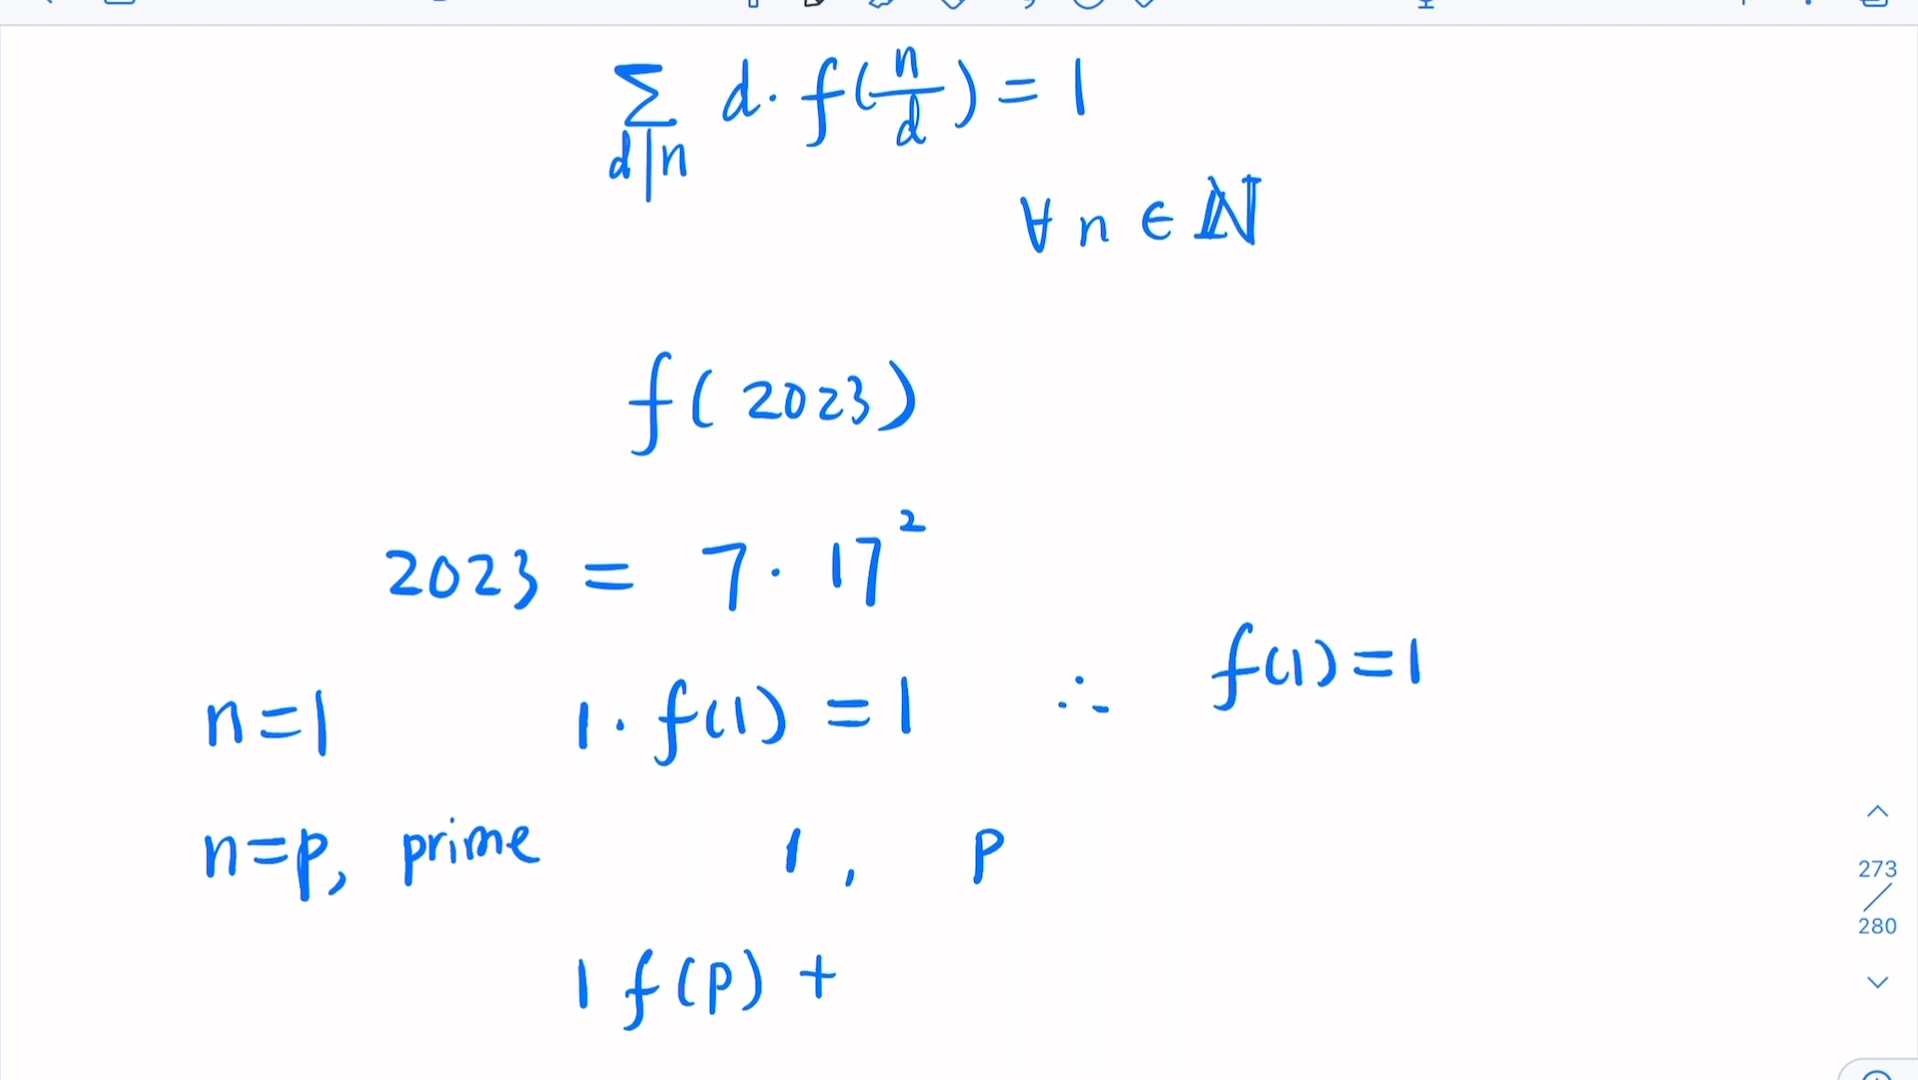 ∑ d · f(n/d) = 1
d|n
∀ n ∈ ℕ
f(2023)
2023 = 7 · 17²
n=1 1 · f(1) = 1 ∴ f(1)=1
n=p, prime 1 , p
1 f(p) +
273
280